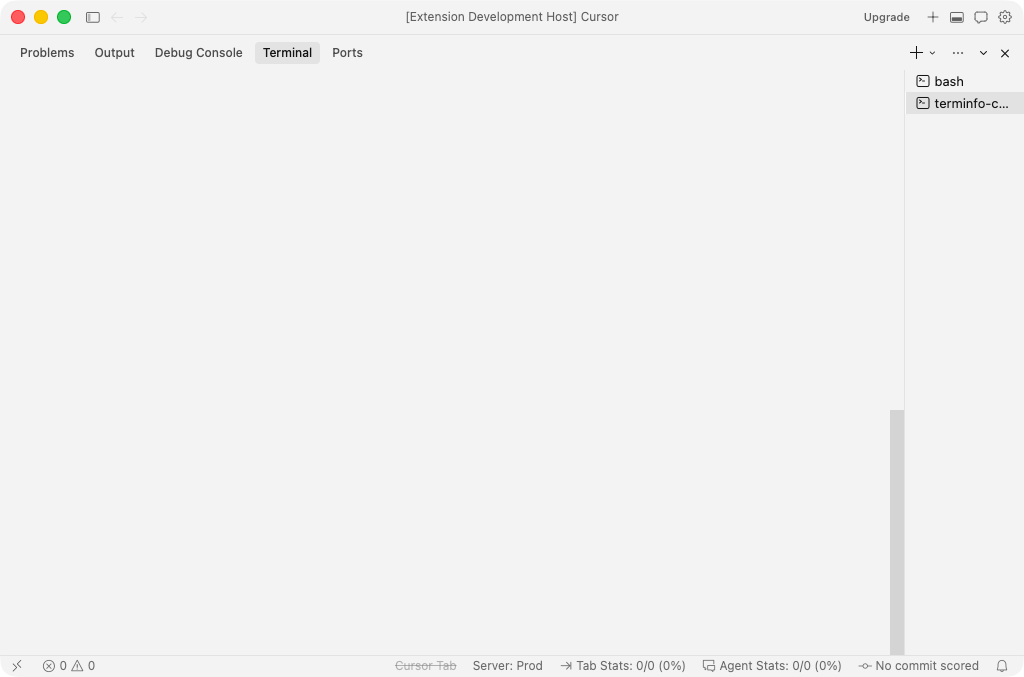 [Extension Development Host] Cursor
Upgrade
Problems Output Debug Console Terminal Ports
bash
terminfo-c...
0 0 Cursor Tab Server: Prod Tab Stats: 0/0 (0%) Agent Stats: 0/0 (0%) No commit scored